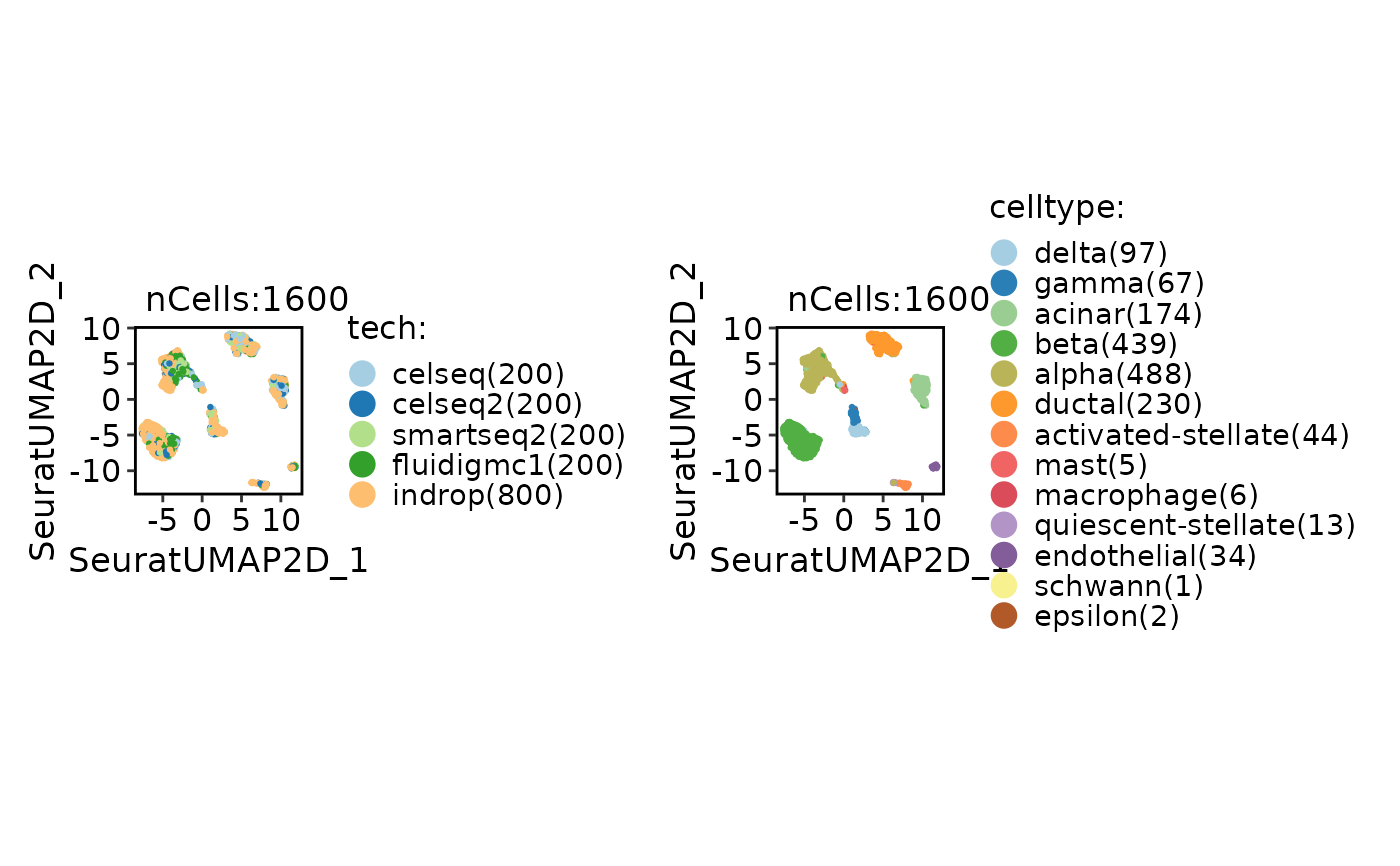 nCells:1600
SeuratUMAP2D_2
10
5
0
-5
-10
-5 0 5 10
SeuratUMAP2D_1
tech:
celseq(200)
celseq2(200)
smartseq2(200)
fluidigmc1(200)
indrop(800)
nCells:1600
SeuratUMAP2D_2
10
5
0
-5
-10
-5 0 5 10
SeuratUMAP2D_1
celltype:
delta(97)
gamma(67)
acinar(174)
beta(439)
alpha(488)
ductal(230)
activated-stellate(44)
mast(5)
macrophage(6)
quiescent-stellate(13)
endothelial(34)
schwann(1)
epsilon(2)